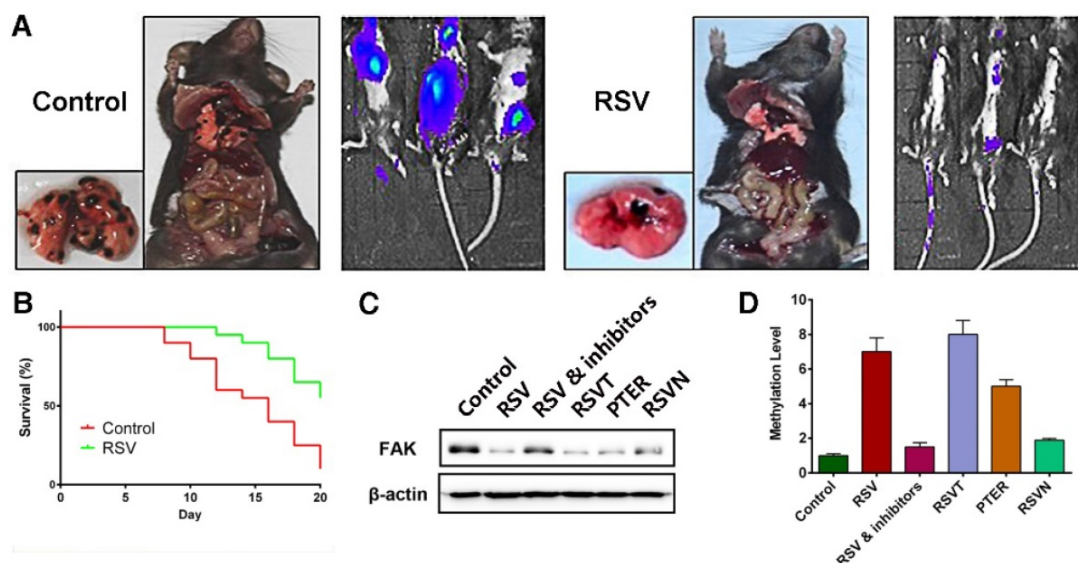 A
Control
RSV
B
Survival (%)
100
50
0
Control
RSV
0
5
10
15
20
Day
C
Control
RSV
RSV & inhibitors
RSVT
PTER
RSVN
FAK
β-actin
D
Methylation Level
10
8
6
4
2
0
Control
RSV
RSV & inhibitors
RSVT
PTER
RSVN